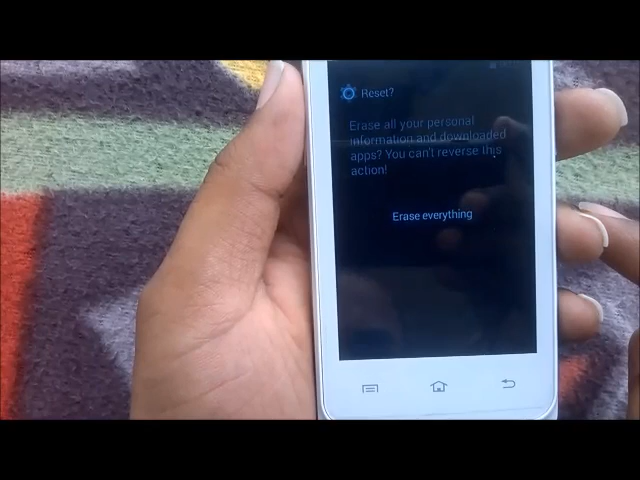 Reset?
Erase all your personal
information and downloaded
apps? You can't reverse this
action!
Erase everything